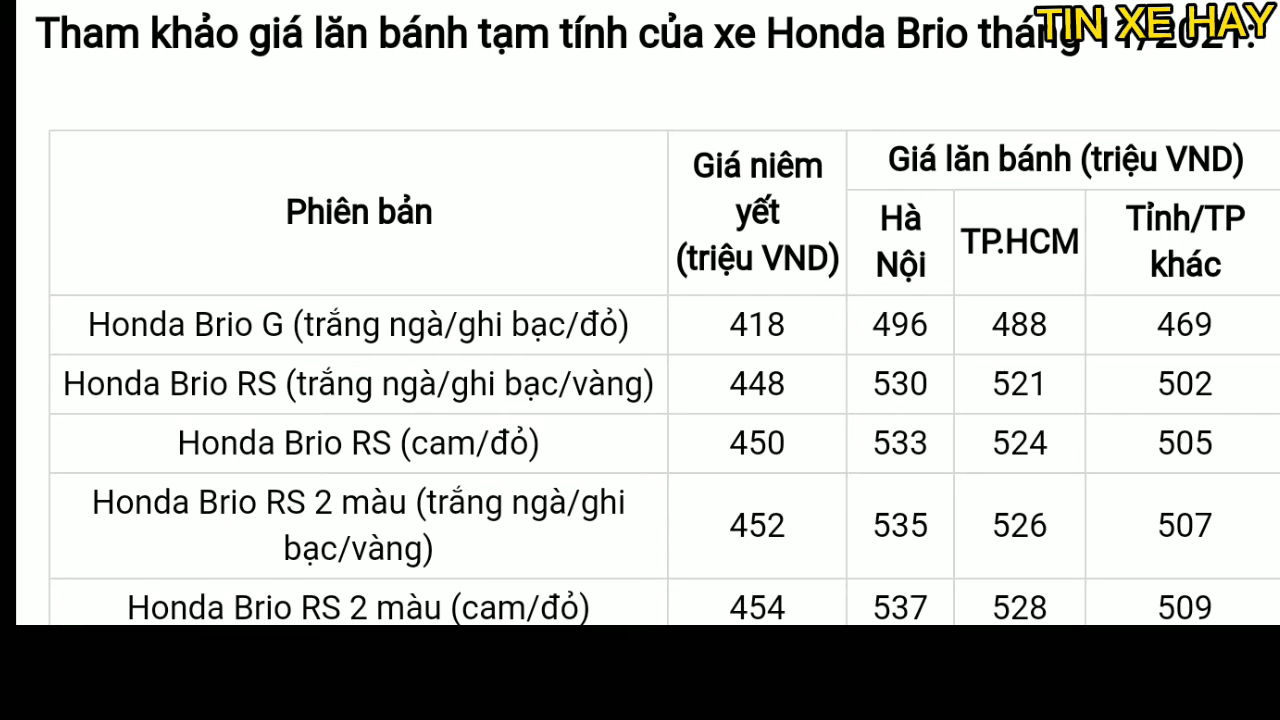 Tham khảo giá lăn bánh tạm tính của xe Honda Brio tháng 11/2021:
TIN XE HAY
Phiên bản
Giá niêm
yết
(triệu VND)
Giá lăn bánh (triệu VND)
Hà
Nội
TP.HCM
Tỉnh/TP
khác
Honda Brio G (trắng ngà/ghi bạc/đỏ) 418 496 488 469
Honda Brio RS (trắng ngà/ghi bạc/vàng) 448 530 521 502
Honda Brio RS (cam/đỏ) 450 533 524 505
Honda Brio RS 2 màu (trắng ngà/ghi
bạc/vàng) 452 535 526 507
Honda Brio RS 2 màu (cam/đỏ) 454 537 528 509